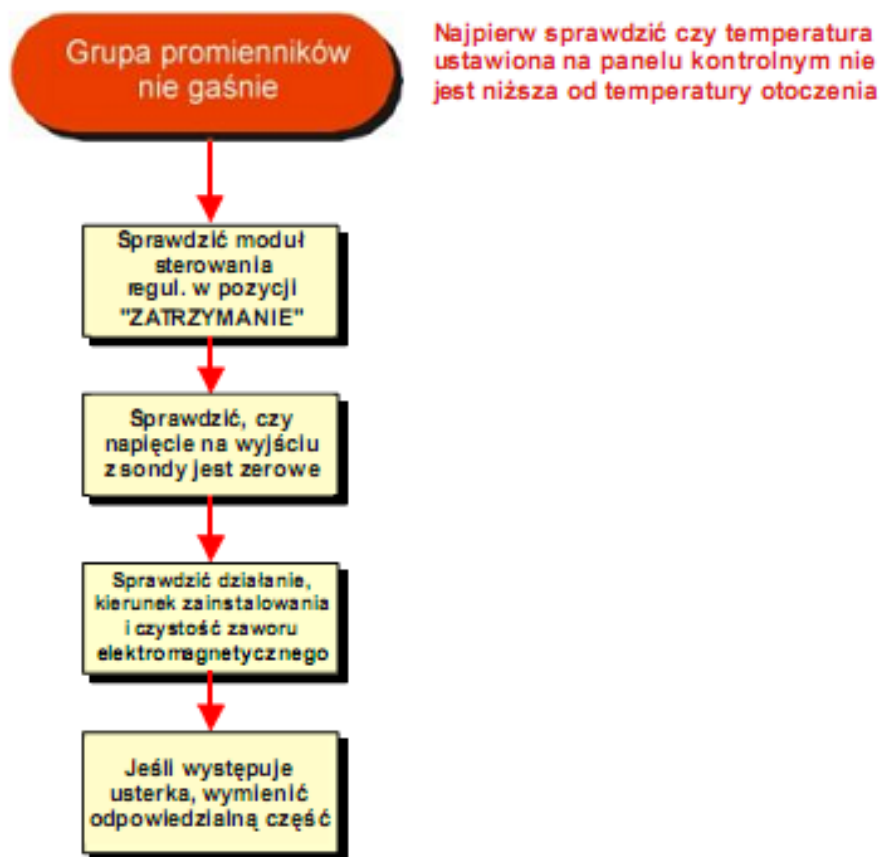 Grupa promienników
nie gaśnie
Najpierw sprawdzić czy temperatura
ustawiona na panelu kontrolnym nie
jest niższa od temperatury otoczenia
Sprawdzić moduł
sterowania
regul. w pozycji
"ZATRZYMANIE"
Sprawdzić, czy
napięcie na wyjściu
z sondy jest zerowe
Sprawdzić działanie,
kierunek zainstalowania
i czystość zaworu
elektromagnetycznego
Jeśli występuje
usterka, wymienić
odpowiedzialną część